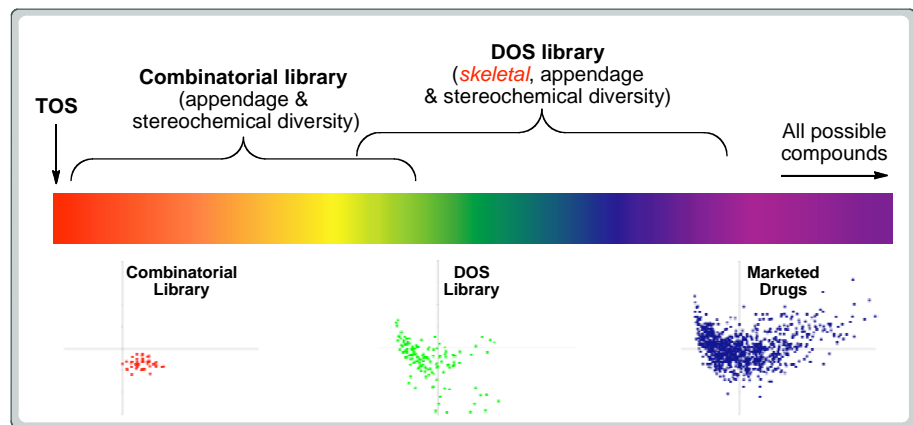 TOS
Combinatorial library
(appendage &
stereochemical diversity)
DOS library
(skeletal, appendage
& stereochemical diversity)
All possible
compounds
Combinatorial
Library
DOS
Library
Marketed
Drugs